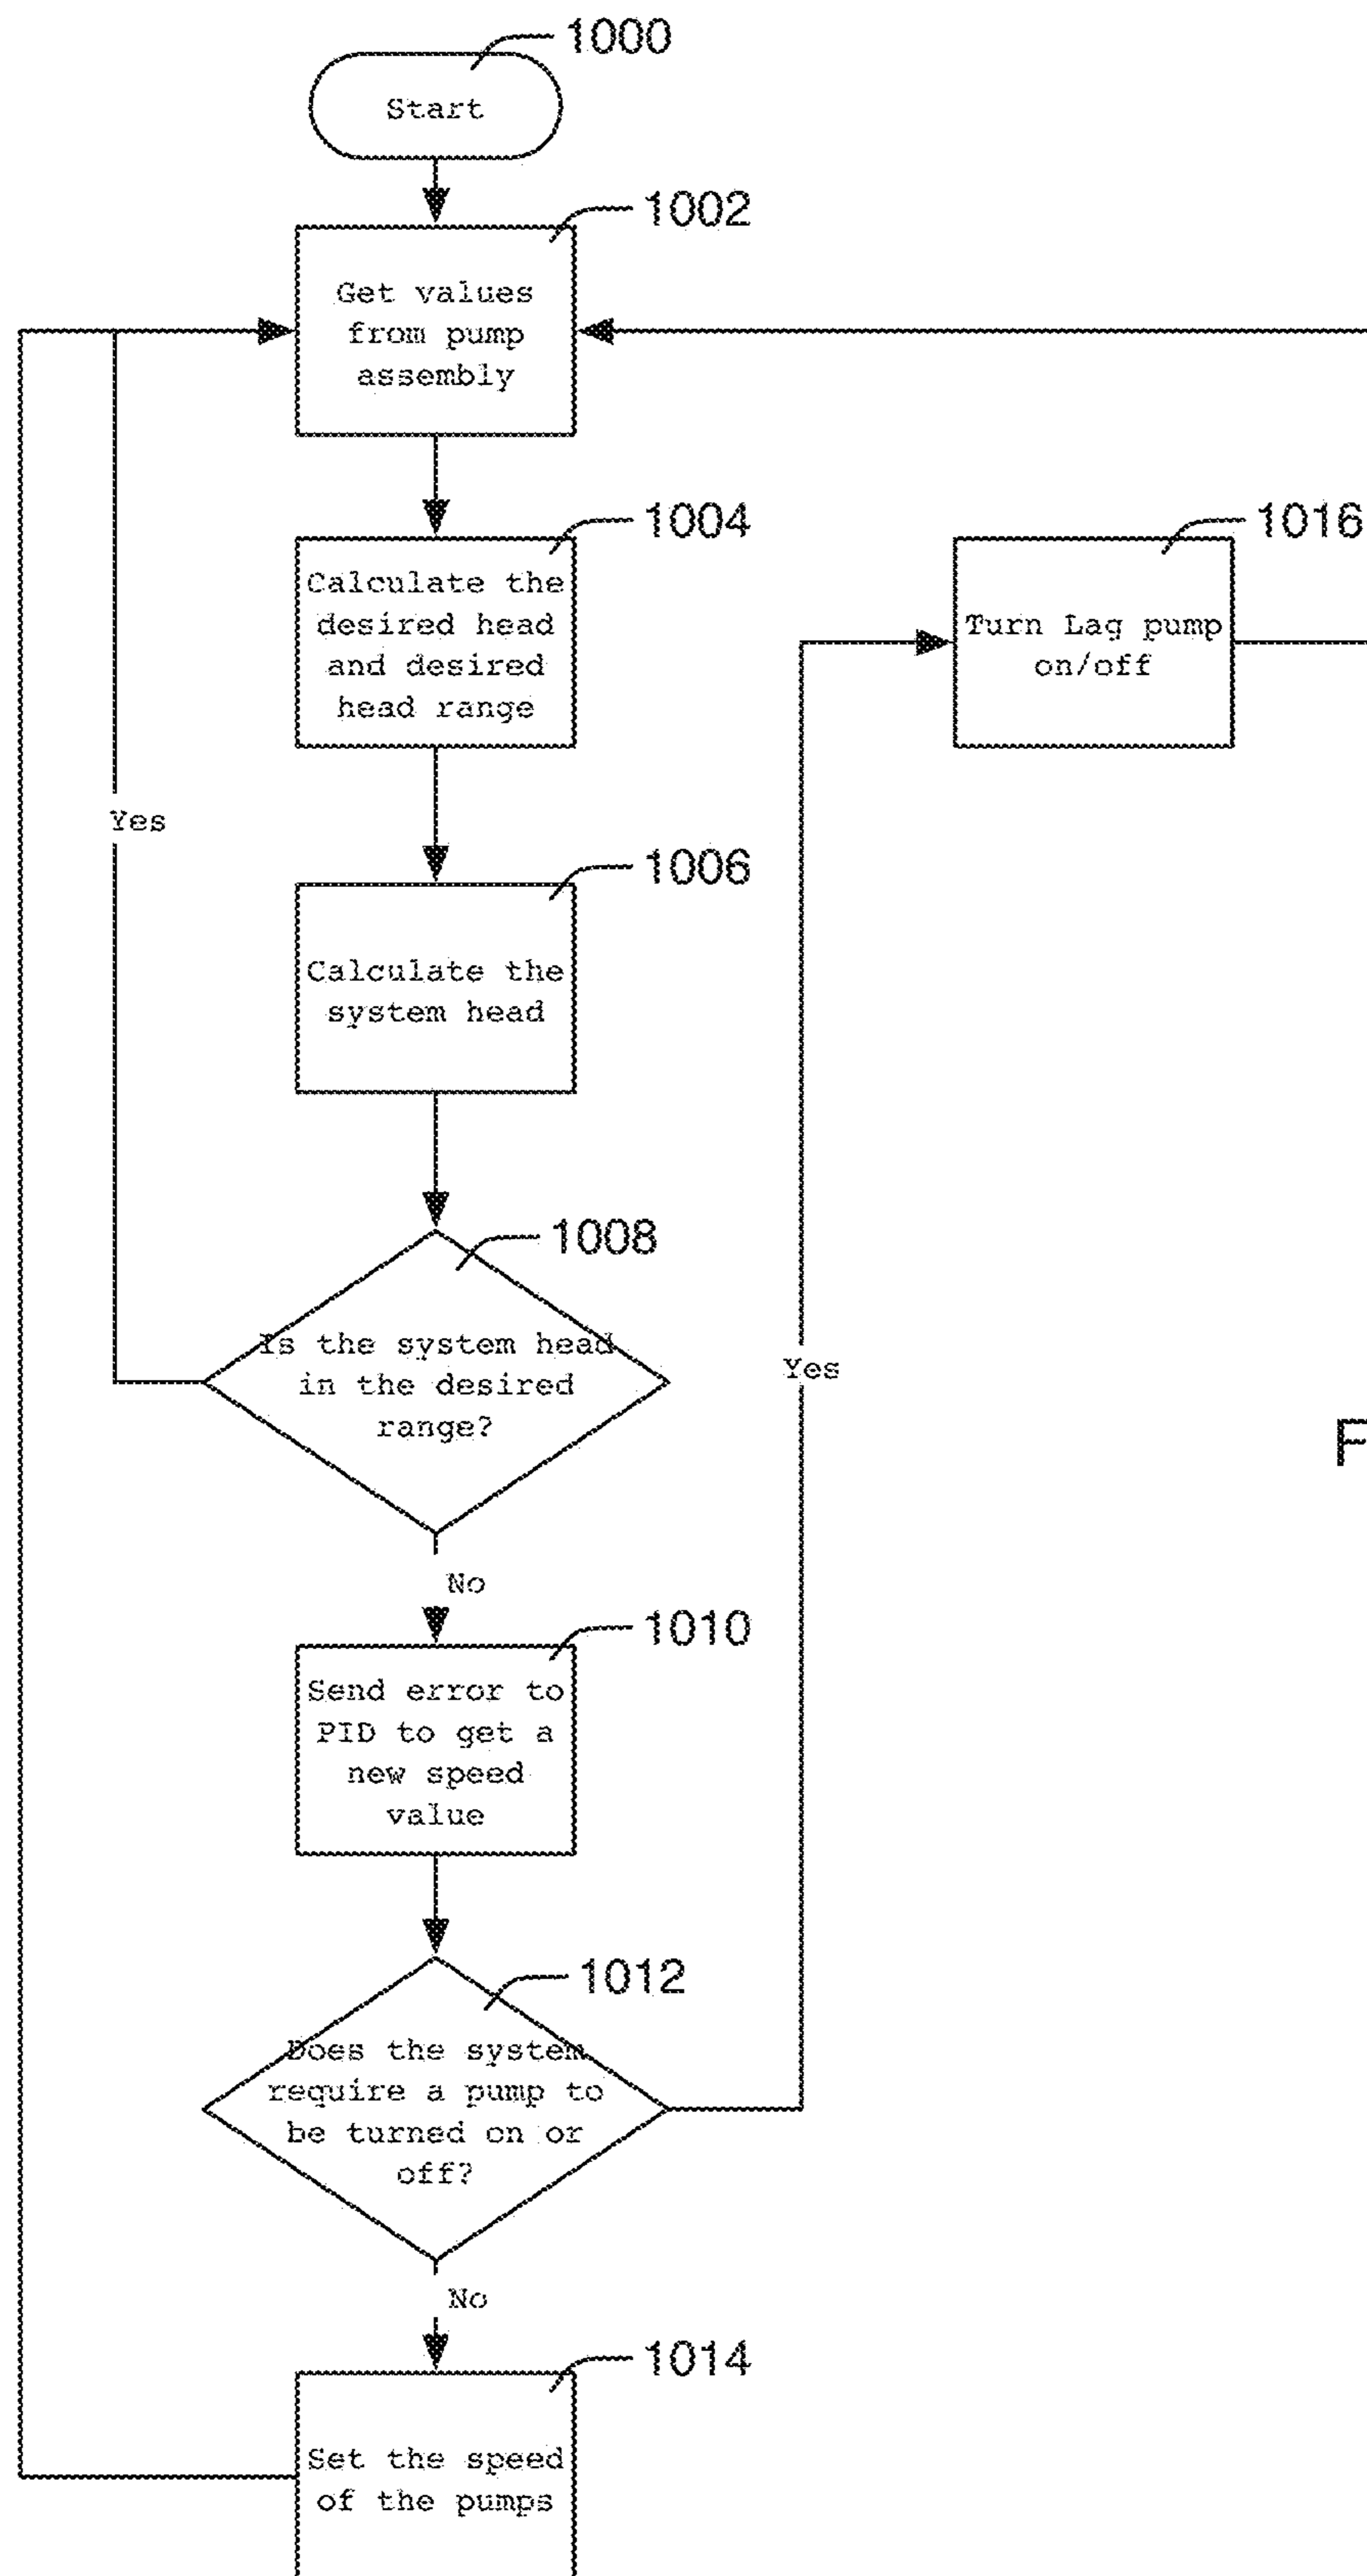 1000
Start
1002
Get values
from pump
assembly
1004
Calculate the
desired head
and desired
head range
1016
Turn Lag pump
on/off
Yes
1006
Calculate the
system head
1008
Is the system head
in the desired
range?
Yes
F
No
1010
Send error to
PID to get a
new speed
value
1012
Does the system
require a pump to
be turned on or
off?
No
1014
Set the speed
of the pumps